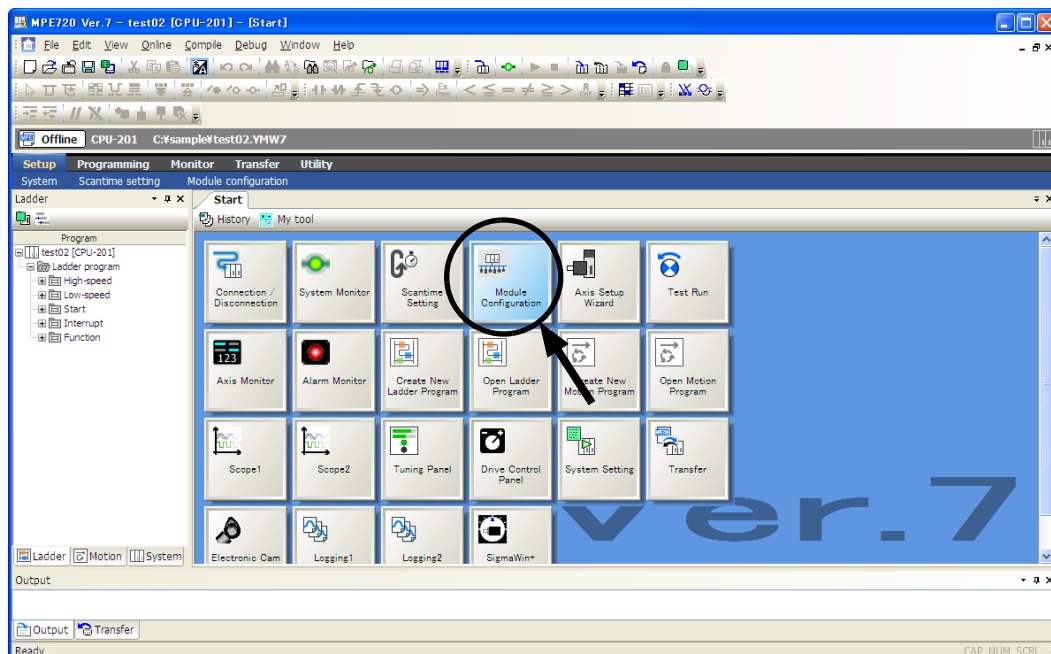 MPE720 Ver.7 - test02 [CPU-201] - [Start]
File Edit View Online Compile Debug Window Help
Offline CPU-201 C:¥sample¥test02.YMW7
Setup Programming Monitor Transfer Utility
System Scantime setting Module configuration
Ladder
Start
History My tool
Program
test02 [CPU-201]
Ladder program
High-speed
Low-speed
Start
Interrupt
Function
Connection / Disconnection
System Monitor
Scantime Setting
Module Configuration
Axis Setup Wizard
Test Run
123
Axis Monitor
Alarm Monitor
Create New Ladder Program
Open Ladder Program
Create New Motion Program
Open Motion Program
Scope1
Scope2
Tuning Panel
Drive Control Panel
System Setting
Transfer
Electronic Cam
Logging1
Logging2
SigmaWin+
ver.7
Ladder Motion System
Output
Output Transfer
Ready
CAP NUM SCRL